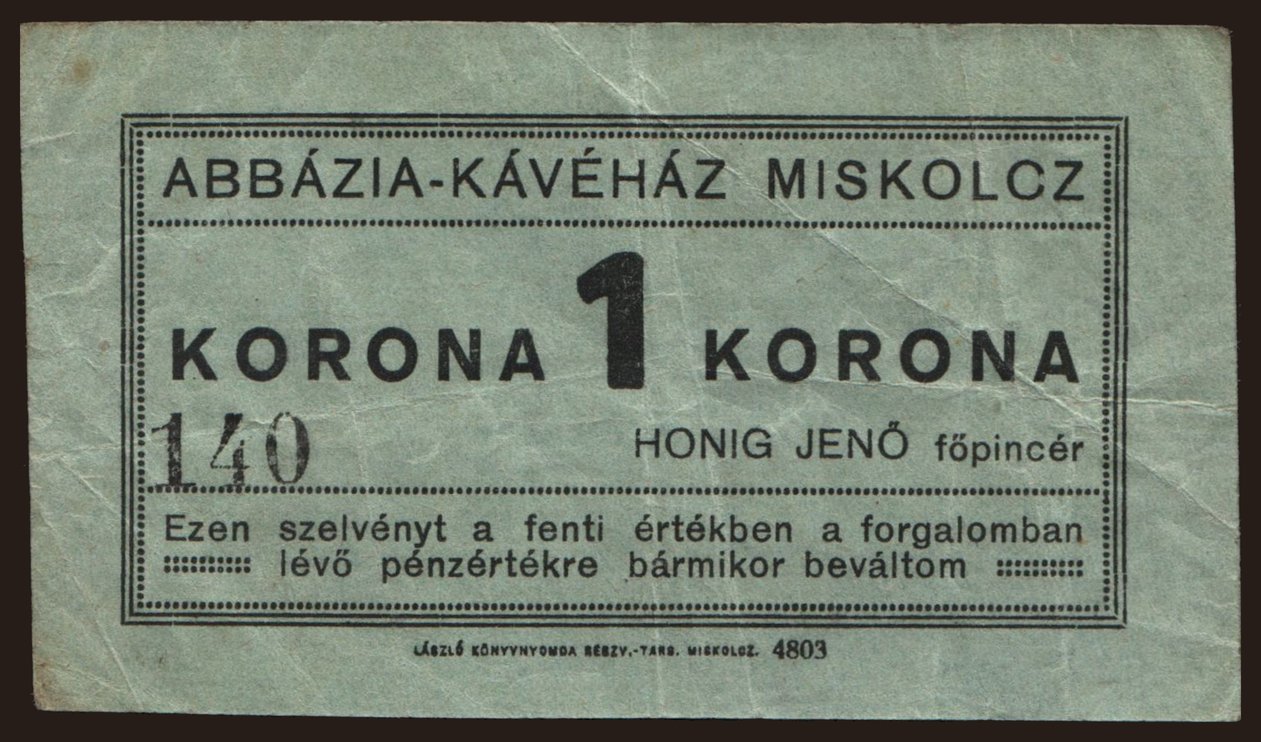 ABBÁZIA-KÁVÉHÁZ MISKOLCZ
KORONA 1 KORONA
140
HONIG JENŐ főpincér
Ezen szelvényt a fenti értékben a forgalomban
lévő pénzértékre bármikor beváltom
LÁSZLÓ KÖNYVNYOMDA RÉSZV.-TÁRS. MISKOLCZ. 4803